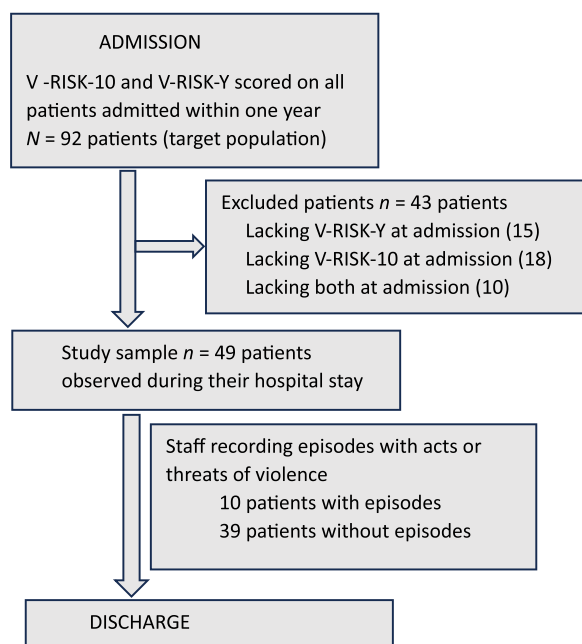 ADMISSION
V -RISK-10 and V-RISK-Y scored on all
patients admitted within one year
N = 92 patients (target population)
Excluded patients n = 43 patients
Lacking V-RISK-Y at admission (15)
Lacking V-RISK-10 at admission (18)
Lacking both at admission (10)
Study sample n = 49 patients
observed during their hospital stay
Staff recording episodes with acts or
threats of violence
10 patients with episodes
39 patients without episodes
DISCHARGE